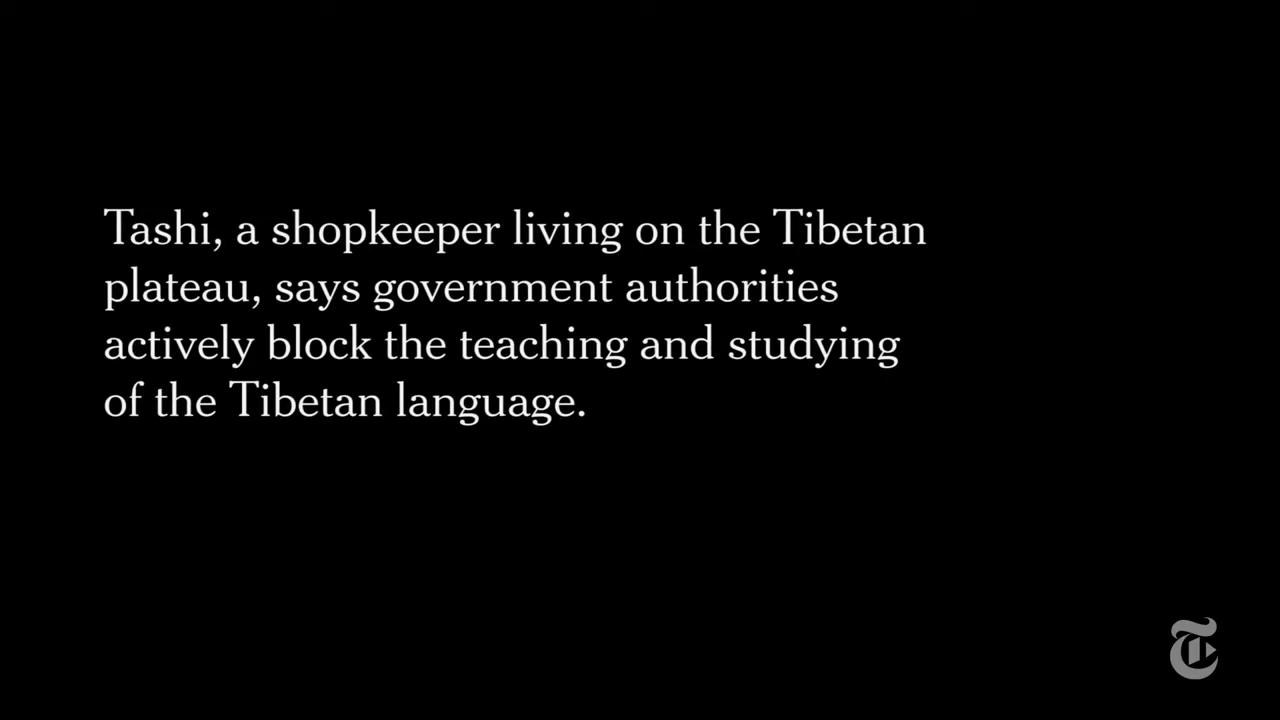 Tashi, a shopkeeper living on the Tibetan
plateau, says government authorities
actively block the teaching and studying
of the Tibetan language.